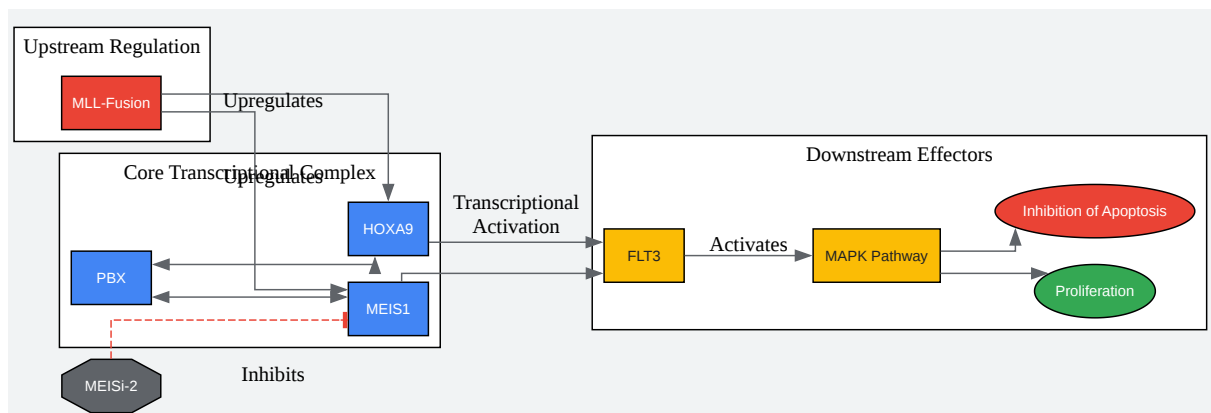 Upstream Regulation
MLL-Fusion
Upregulates
Core Transcriptional Complex
Upregulates
HOXA9
PBX
MEIS1
Inhibits
MEISi-2
Transcriptional
Activation
Downstream Effectors
FLT3
Activates
MAPK Pathway
Inhibition of Apoptosis
Proliferation